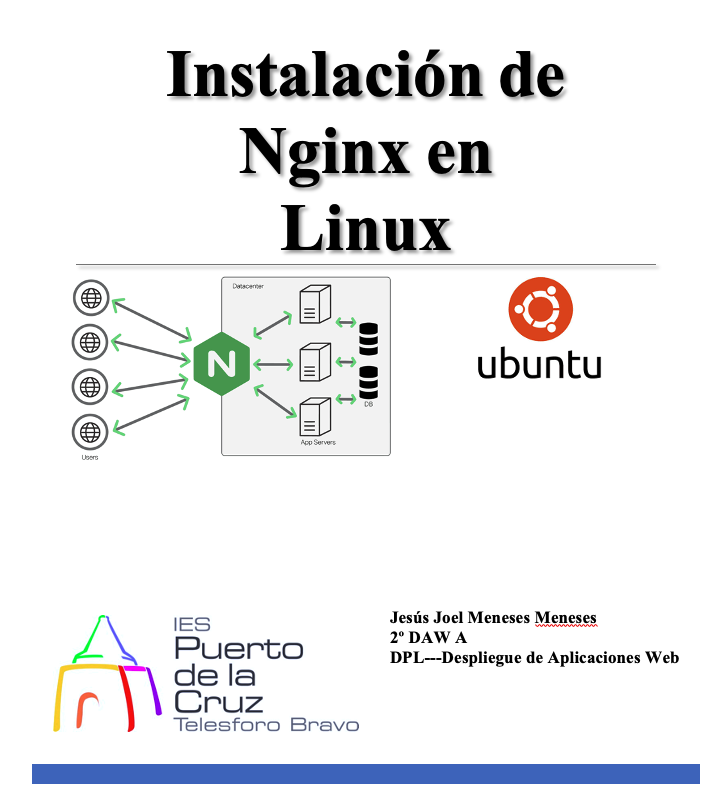 Instalación de
Nginx en
Linux
Datacenter
N
ubuntu
DB
App Servers
Users
IES
Puerto
de la
Cruz
Telesforo Bravo
Jesús Joel Meneses Meneses
2º DAW A
DPL---Despliegue de Aplicaciones Web